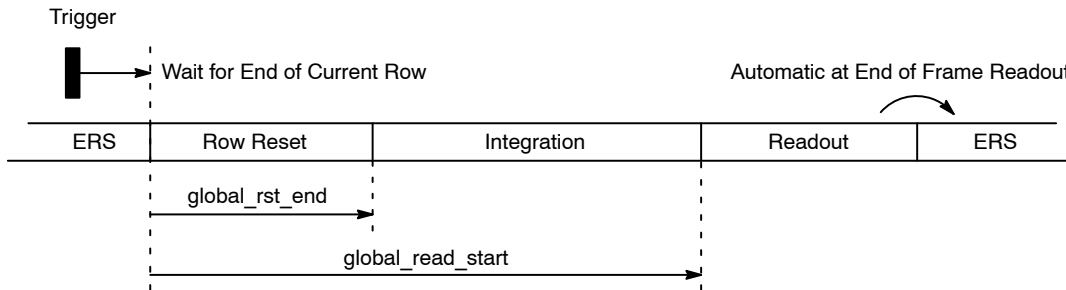 Trigger
Wait for End of Current Row
Automatic at End of Frame Readout
ERS Row Reset Integration Readout ERS
global_rst_end
global_read_start